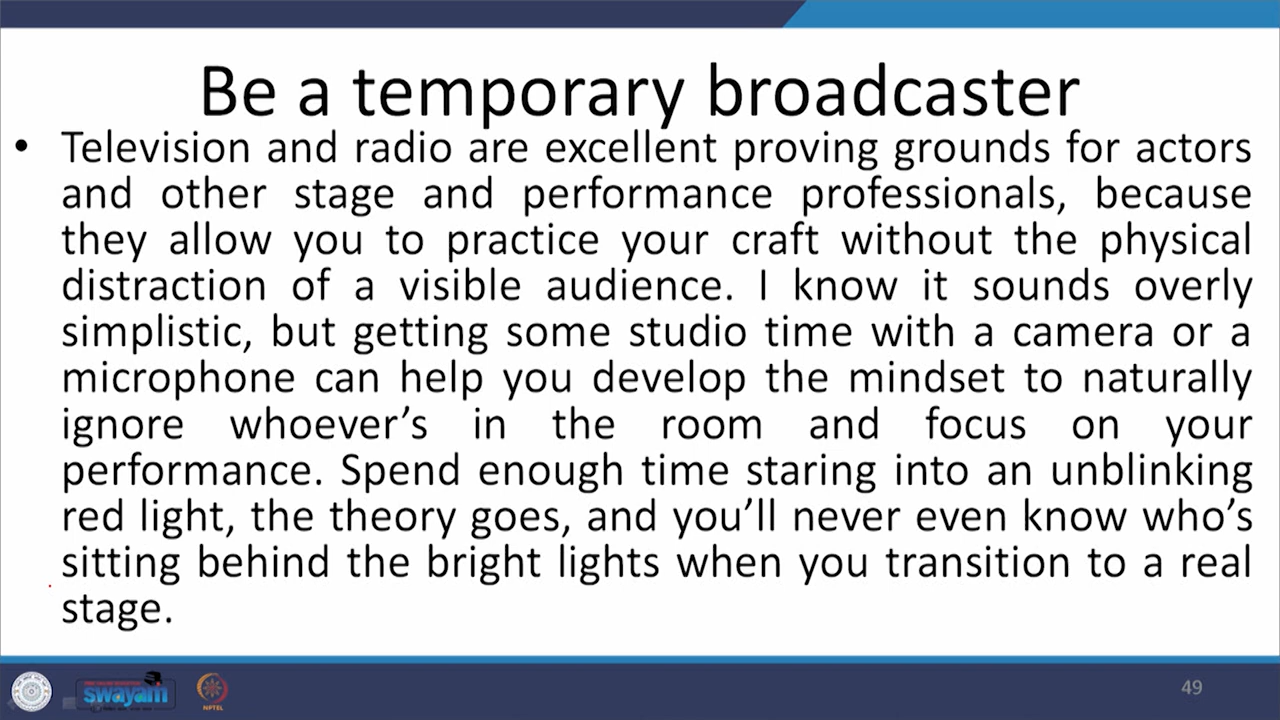 Be a temporary broadcaster
• Television and radio are excellent proving grounds for actors
and other stage and performance professionals, because
they allow you to practice your craft without the physical
distraction of a visible audience. I know it sounds overly
simplistic, but getting some studio time with a camera or a
microphone can help you develop the mindset to naturally
ignore whoever’s in the room and focus on your
performance. Spend enough time staring into an unblinking
red light, the theory goes, and you’ll never even know who’s
sitting behind the bright lights when you transition to a real
stage.
swayam
NPTEL
49